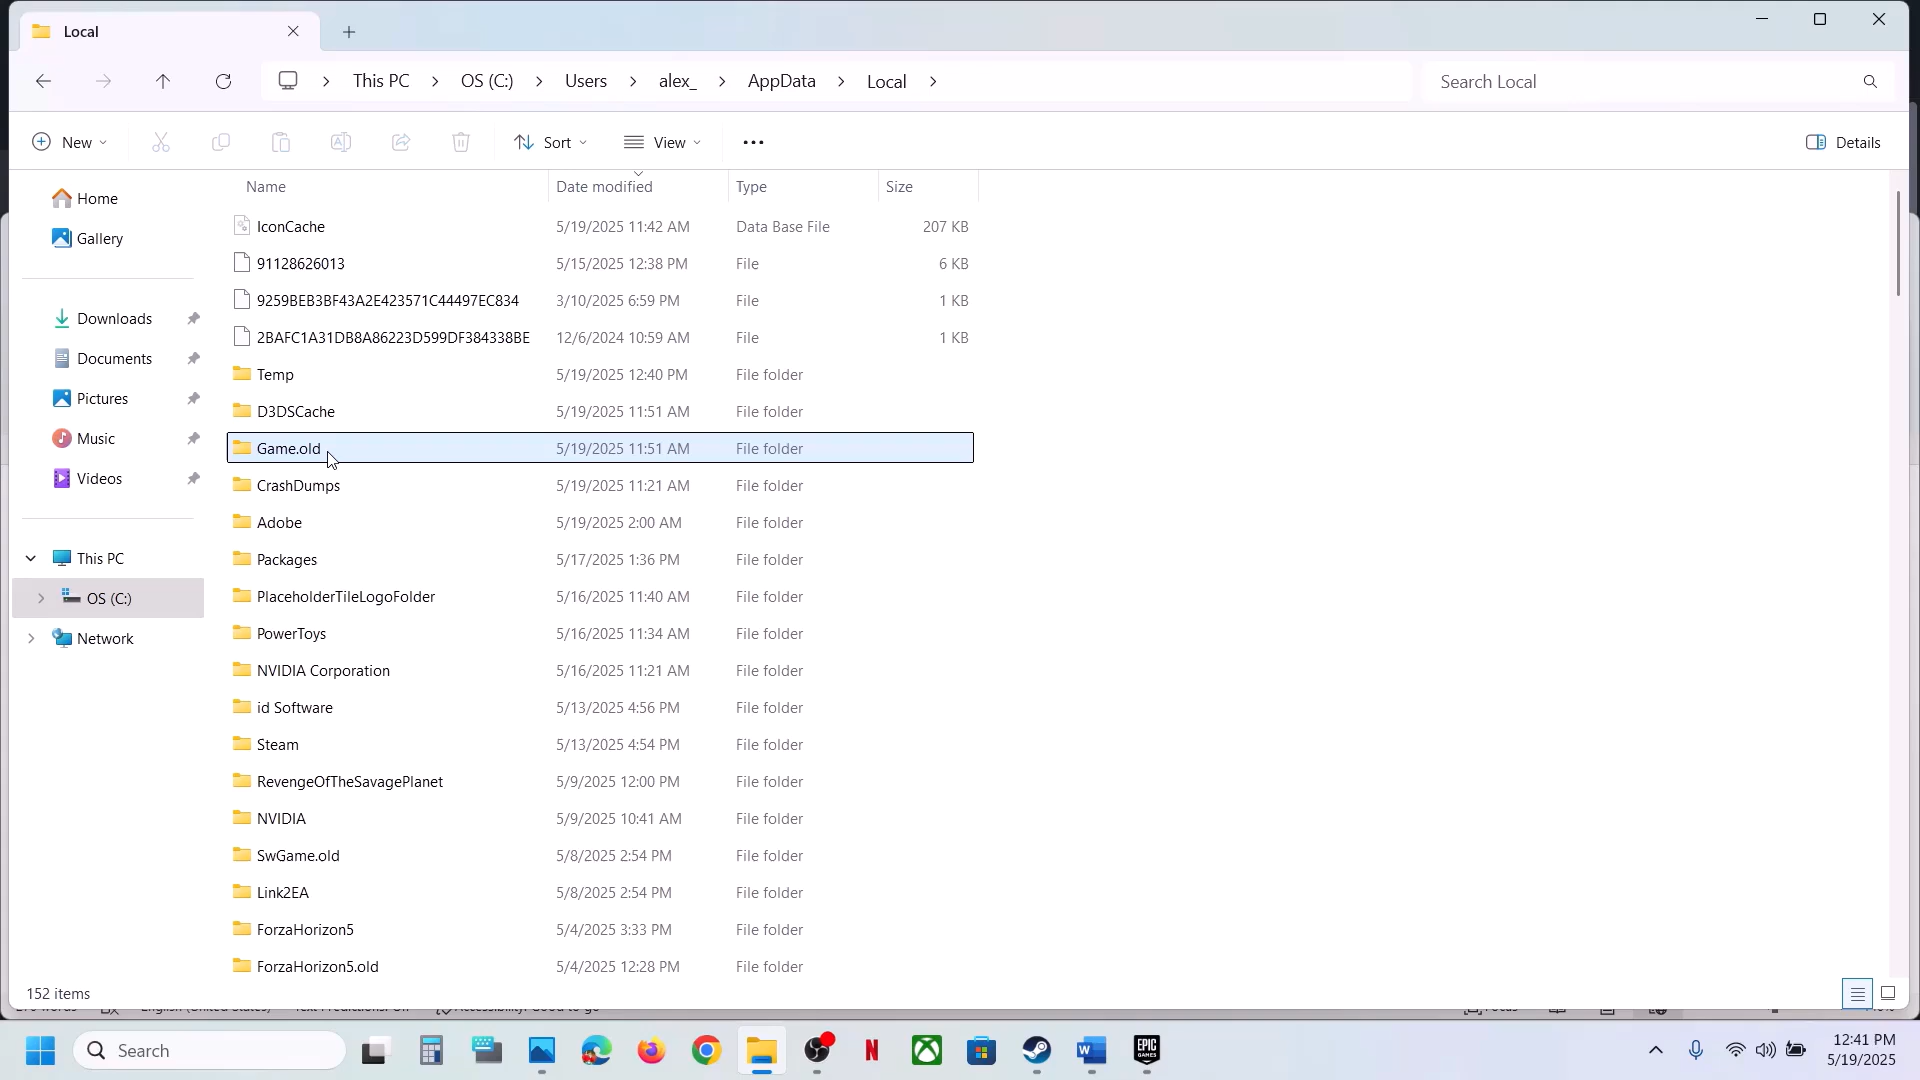 Local
This PC
OS (C:)
Users
alex_
AppData
Local
Search Local
New
Sort
View
Details
Name
Date modified
Type
Size
Home
Gallery
Downloads
Documents
Pictures
Music
Videos
This PC
OS (C:)
Network
IconCache 5/19/2025 11:42 AM Data Base File 207 KB
91128626013 5/15/2025 12:38 PM File 6 KB
9259BEB3BF43A2E423571C44497EC834 3/10/2025 6:59 PM File 1 KB
2BAFC1A31DB8A86223D599DF384338BE 12/6/2024 10:59 AM File 1 KB
Temp 5/19/2025 12:40 PM File folder
D3DSCache 5/19/2025 11:51 AM File folder
Game.old 5/19/2025 11:51 AM File folder
CrashDumps 5/19/2025 11:21 AM File folder
Adobe 5/19/2025 2:00 AM File folder
Packages 5/17/2025 1:36 PM File folder
PlaceholderTileLogoFolder 5/16/2025 11:40 AM File folder
PowerToys 5/16/2025 11:34 AM File folder
NVIDIA Corporation 5/16/2025 11:21 AM File folder
id Software 5/13/2025 4:56 PM File folder
Steam 5/13/2025 4:54 PM File folder
RevengeOfTheSavagePlanet 5/9/2025 12:00 PM File folder
NVIDIA 5/9/2025 10:41 AM File folder
SwGame.old 5/8/2025 2:54 PM File folder
Link2EA 5/8/2025 2:54 PM File folder
ForzaHorizon5 5/4/2025 3:33 PM File folder
ForzaHorizon5.old 5/4/2025 12:28 PM File folder
152 items
Search
EPIC GAMES
12:41 PM
5/19/2025